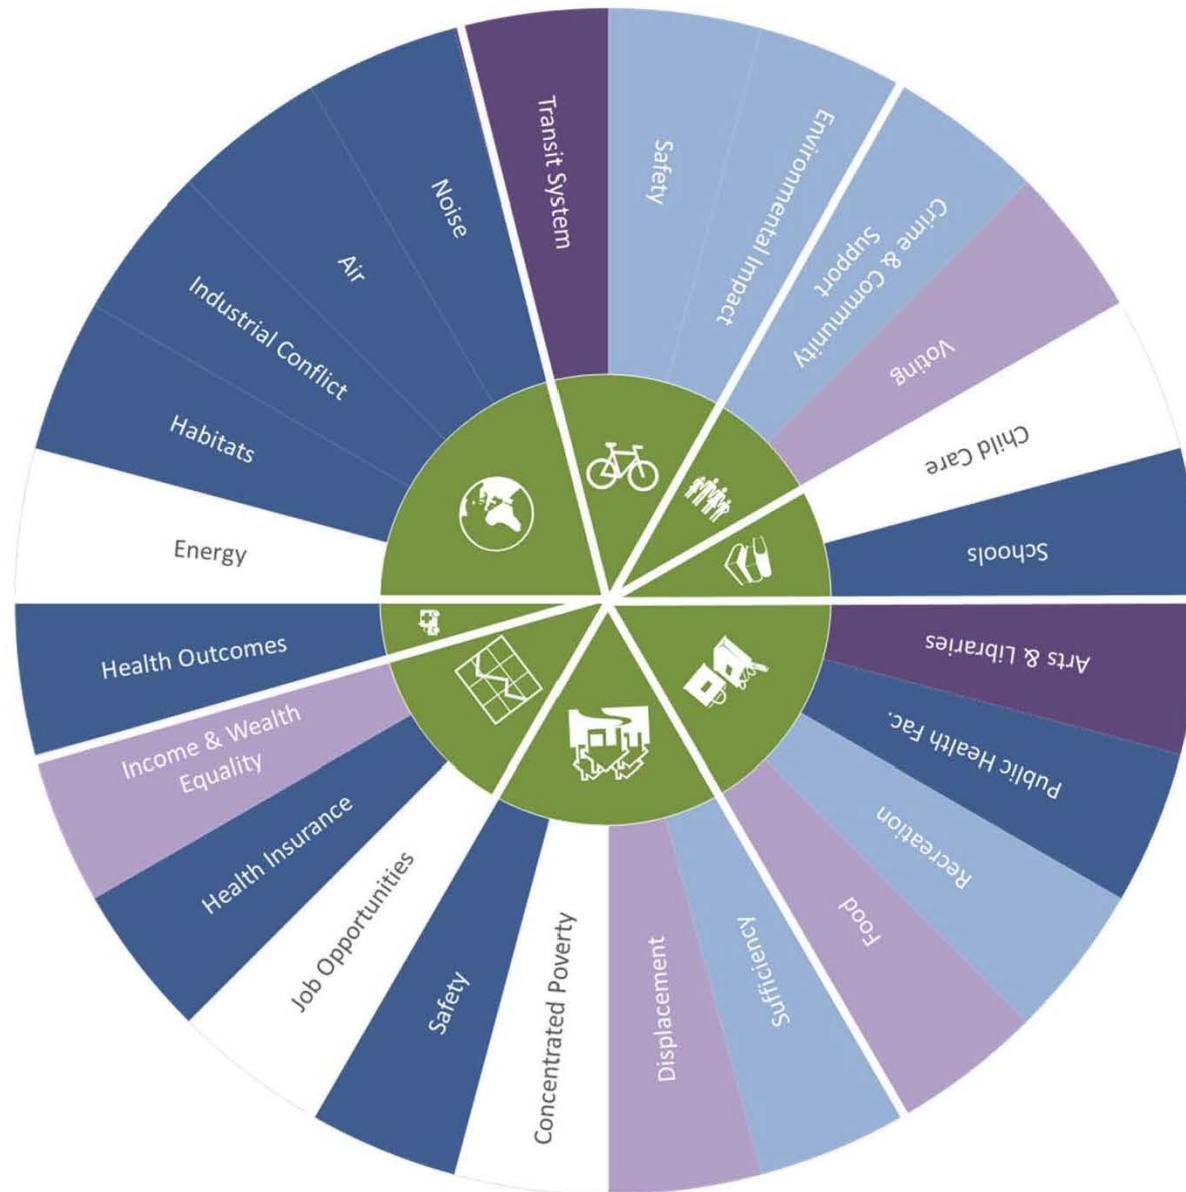 Transit System
Safety
Environmental Impact
Crime & Community
Support
Voting
Child Care
Schools
Arts & Libraries
Public Health Fac.
Recreation
Food
Sufficiency
Displacement
Concentrated Poverty
Safety
Job Opportunities
Health Insurance
Income & Wealth
Equality
Health Outcomes
Energy
Habitats
Industrial Conflict
Air
Noise